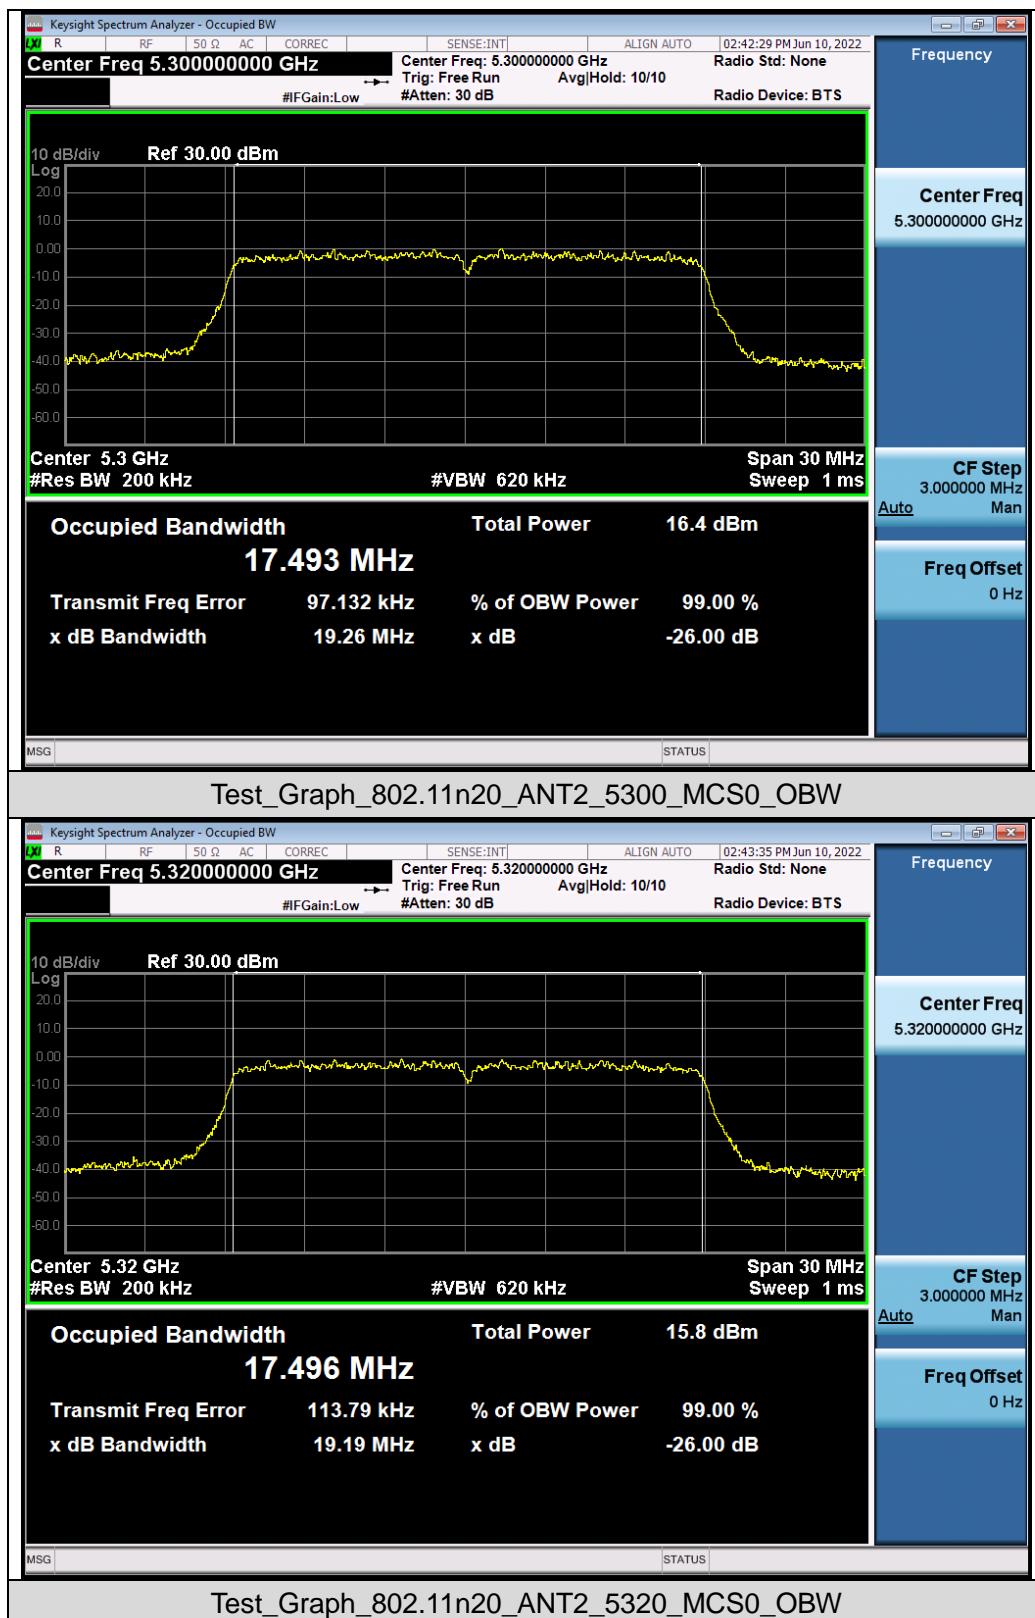 Keysight Spectrum Analyzer - Occupied BW
LXI R RF 50 Ω AC CORREC SENSE:INT ALIGN AUTO 02:42:29 PM Jun 10, 2022
Center Freq 5.300000000 GHz
Center Freq: 5.300000000 GHz
Radio Std: None
Trig: Free Run Avg|Hold: 10/10
#IFGain:Low
#Atten: 30 dB
Radio Device: BTS
10 dB/div Ref 30.00 dBm
Log
20.0
10.0
0.00
-10.0
-20.0
-30.0
-40.0
-50.0
-60.0
Center 5.3 GHz Span 30 MHz
#Res BW 200 kHz #VBW 620 kHz Sweep 1 ms
Occupied Bandwidth Total Power 16.4 dBm
17.493 MHz
Transmit Freq Error 97.132 kHz % of OBW Power 99.00 %
x dB Bandwidth 19.26 MHz x dB -26.00 dB
MSG STATUS
Frequency
Center Freq
5.300000000 GHz
CF Step
3.000000 MHz
Auto Man
Freq Offset
0 Hz
Test_Graph_802.11n20_ANT2_5300_MCS0_OBW
Keysight Spectrum Analyzer - Occupied BW
LXI R RF 50 Ω AC CORREC SENSE:INT ALIGN AUTO 02:43:35 PM Jun 10, 2022
Center Freq 5.320000000 GHz
Center Freq: 5.320000000 GHz
Radio Std: None
Trig: Free Run Avg|Hold: 10/10
#IFGain:Low
#Atten: 30 dB
Radio Device: BTS
10 dB/div Ref 30.00 dBm
Log
20.0
10.0
0.00
-10.0
-20.0
-30.0
-40.0
-50.0
-60.0
Center 5.32 GHz Span 30 MHz
#Res BW 200 kHz #VBW 620 kHz Sweep 1 ms
Occupied Bandwidth Total Power 15.8 dBm
17.496 MHz
Transmit Freq Error 113.79 kHz % of OBW Power 99.00 %
x dB Bandwidth 19.19 MHz x dB -26.00 dB
MSG STATUS
Frequency
Center Freq
5.320000000 GHz
CF Step
3.000000 MHz
Auto Man
Freq Offset
0 Hz
Test_Graph_802.11n20_ANT2_5320_MCS0_OBW